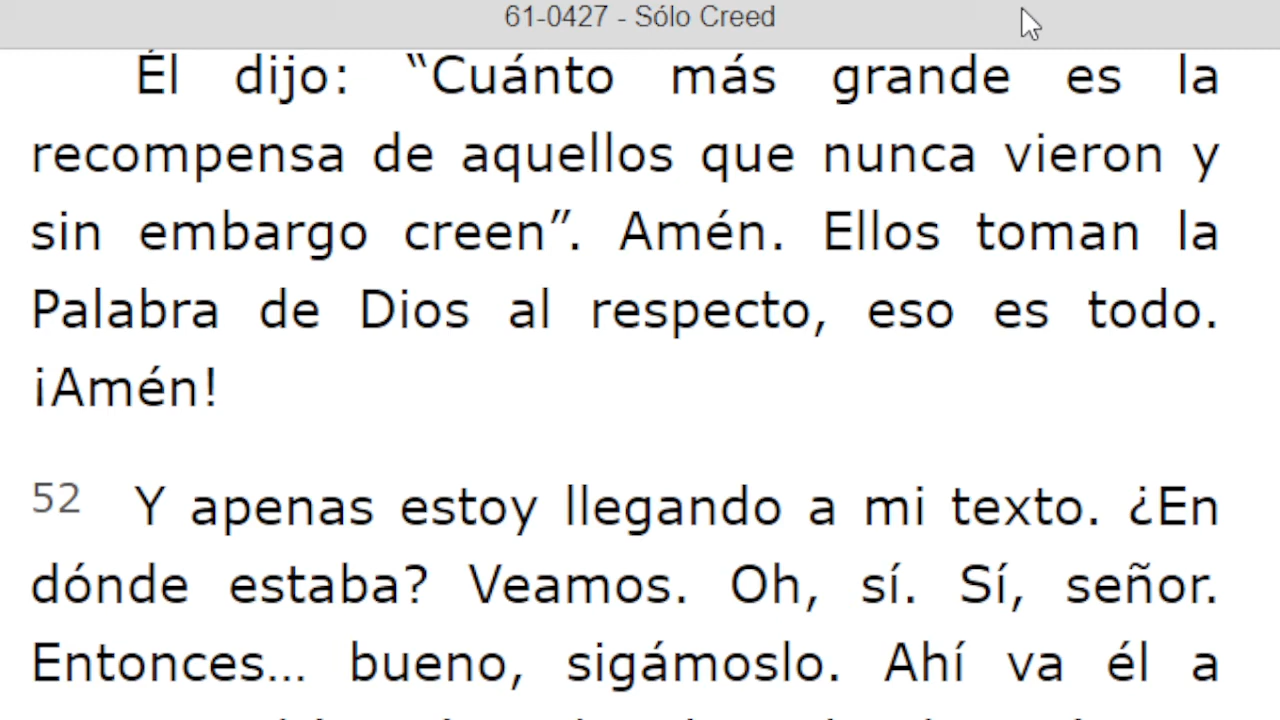 61-0427 - Sólo Creed
Él dijo: “Cuánto más grande es la
recompensa de aquellos que nunca vieron y
sin embargo creen”. Amén. Ellos toman la
Palabra de Dios al respecto, eso es todo.
¡Amén!
52 Y apenas estoy llegando a mi texto. ¿En
dónde estaba? Veamos. Oh, sí. Sí, señor.
Entonces… bueno, sigámoslo. Ahí va él a